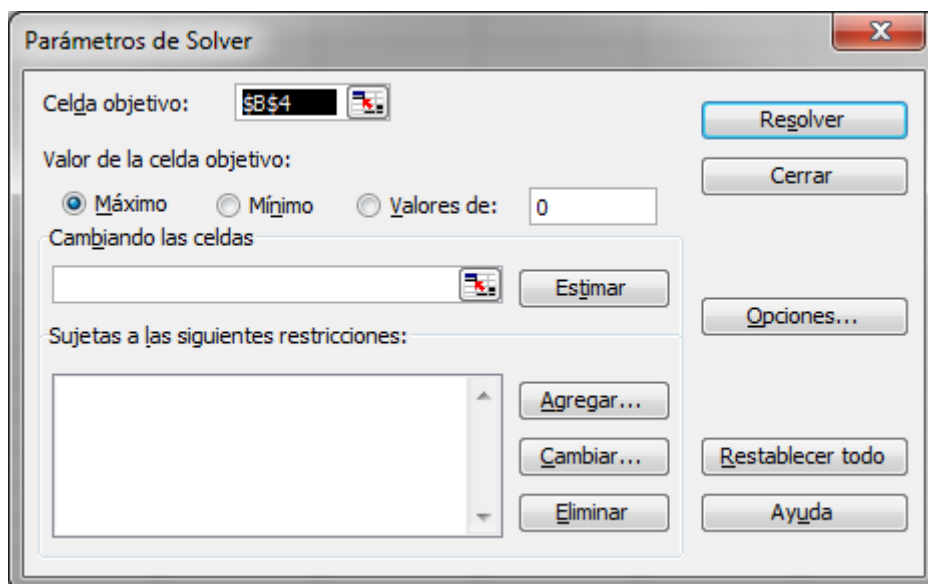 Parámetros de Solver
X
Celda objetivo: $B$4
Resolver
Valor de la celda objetivo:
Cerrar
Máximo Mínimo Valores de: 0
Cambiando las celdas
Estimar
Opciones...
Sujetas a las siguientes restricciones:
Agregar...
Cambiar...
Restablecer todo
Eliminar
Ayuda